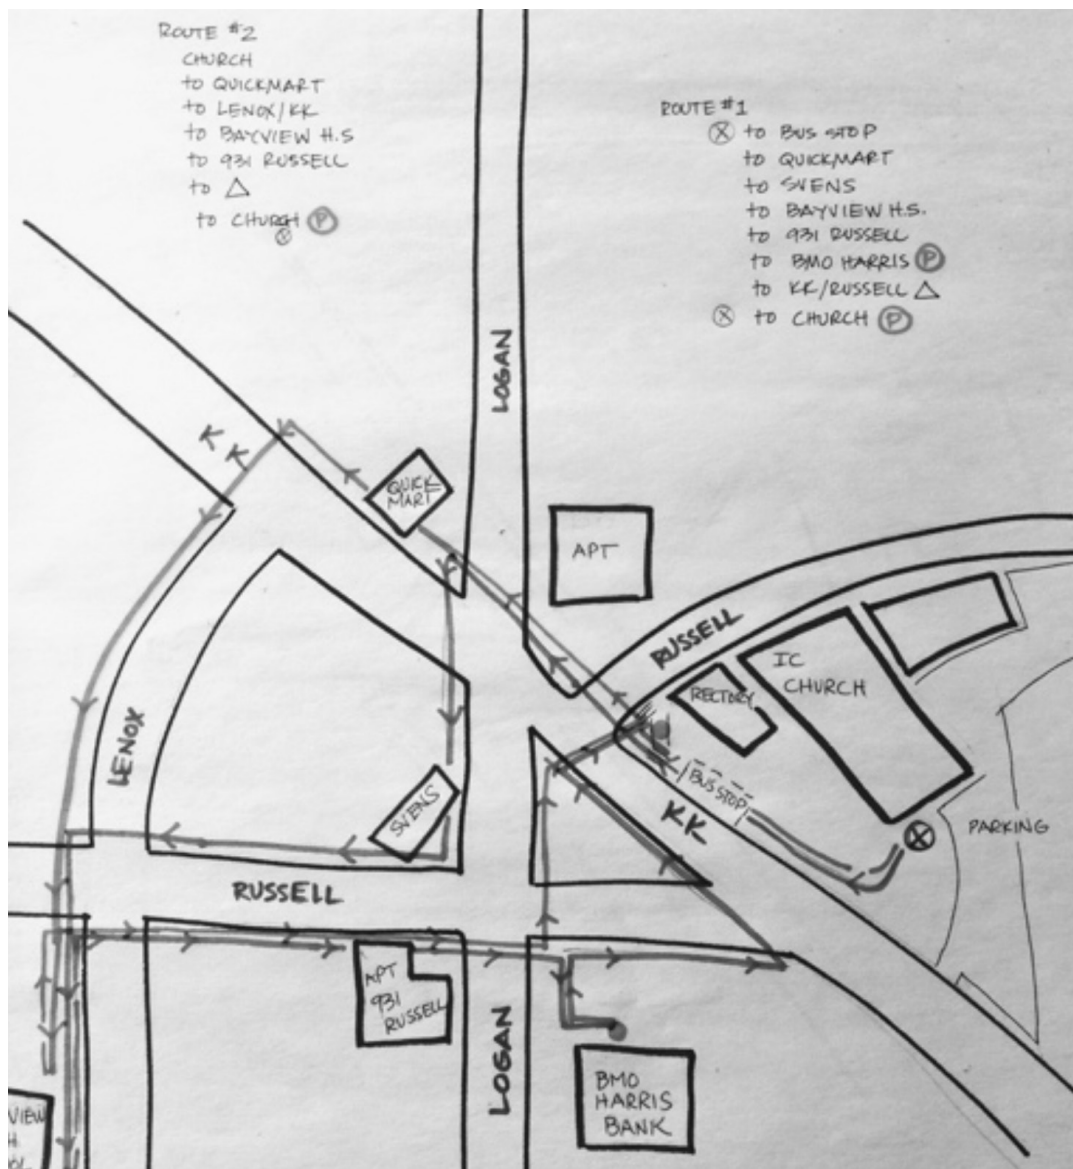 ROUTE #2
CHURCH
to QUICKMART
to LENOX/KK
to BAYVIEW H.S
to 931 RUSSELL
to △
to CHURCH Ⓟ
⊗
ROUTE #1
⊗ to BUS STOP
to QUICKMART
to SVENS
to BAYVIEW H.S.
to 931 RUSSELL
to BMO HARRIS Ⓟ
to KK/RUSSELL △
⊗ to CHURCH Ⓟ
LOGAN
KK
QUICK-
MART
APT
RUSSELL
RECTORY
IC
CHURCH
LENOX
SVENS
BUS STOP
KK
⊗
PARKING
RUSSELL
APT
931
RUSSELL
LOGAN
BMO
HARRIS
BANK
VIEW
H.